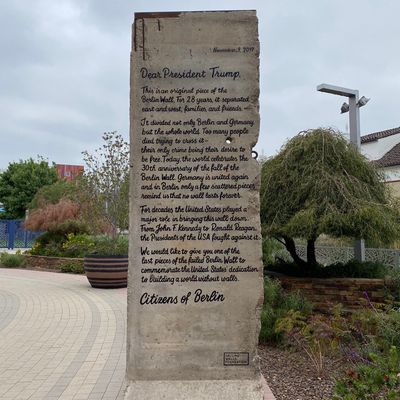 November 9, 2019
Dear President Trump,
This is an original piece of the
Berlin Wall. For 28 years, it separated
east and west, families, and friends. —
It divided not only Berlin and Germany,
but the whole world. Too many people
died trying to cross it —
their only crime being their desire to
be free. Today, the world celebrates the
30th anniversary of the fall of the
Berlin Wall. Germany is united again
and in Berlin only a few scattered pieces
remind us that no wall lasts forever.
For decades the United States played a
major role in bringing this wall down.
From John F. Kennedy to Ronald Reagan,
the Presidents of the USA fought against it.
We would like to give you one of the
last pieces of the failed Berlin Wall to
commemorate the United States' dedication
to building a world without walls.
Citizens of Berlin